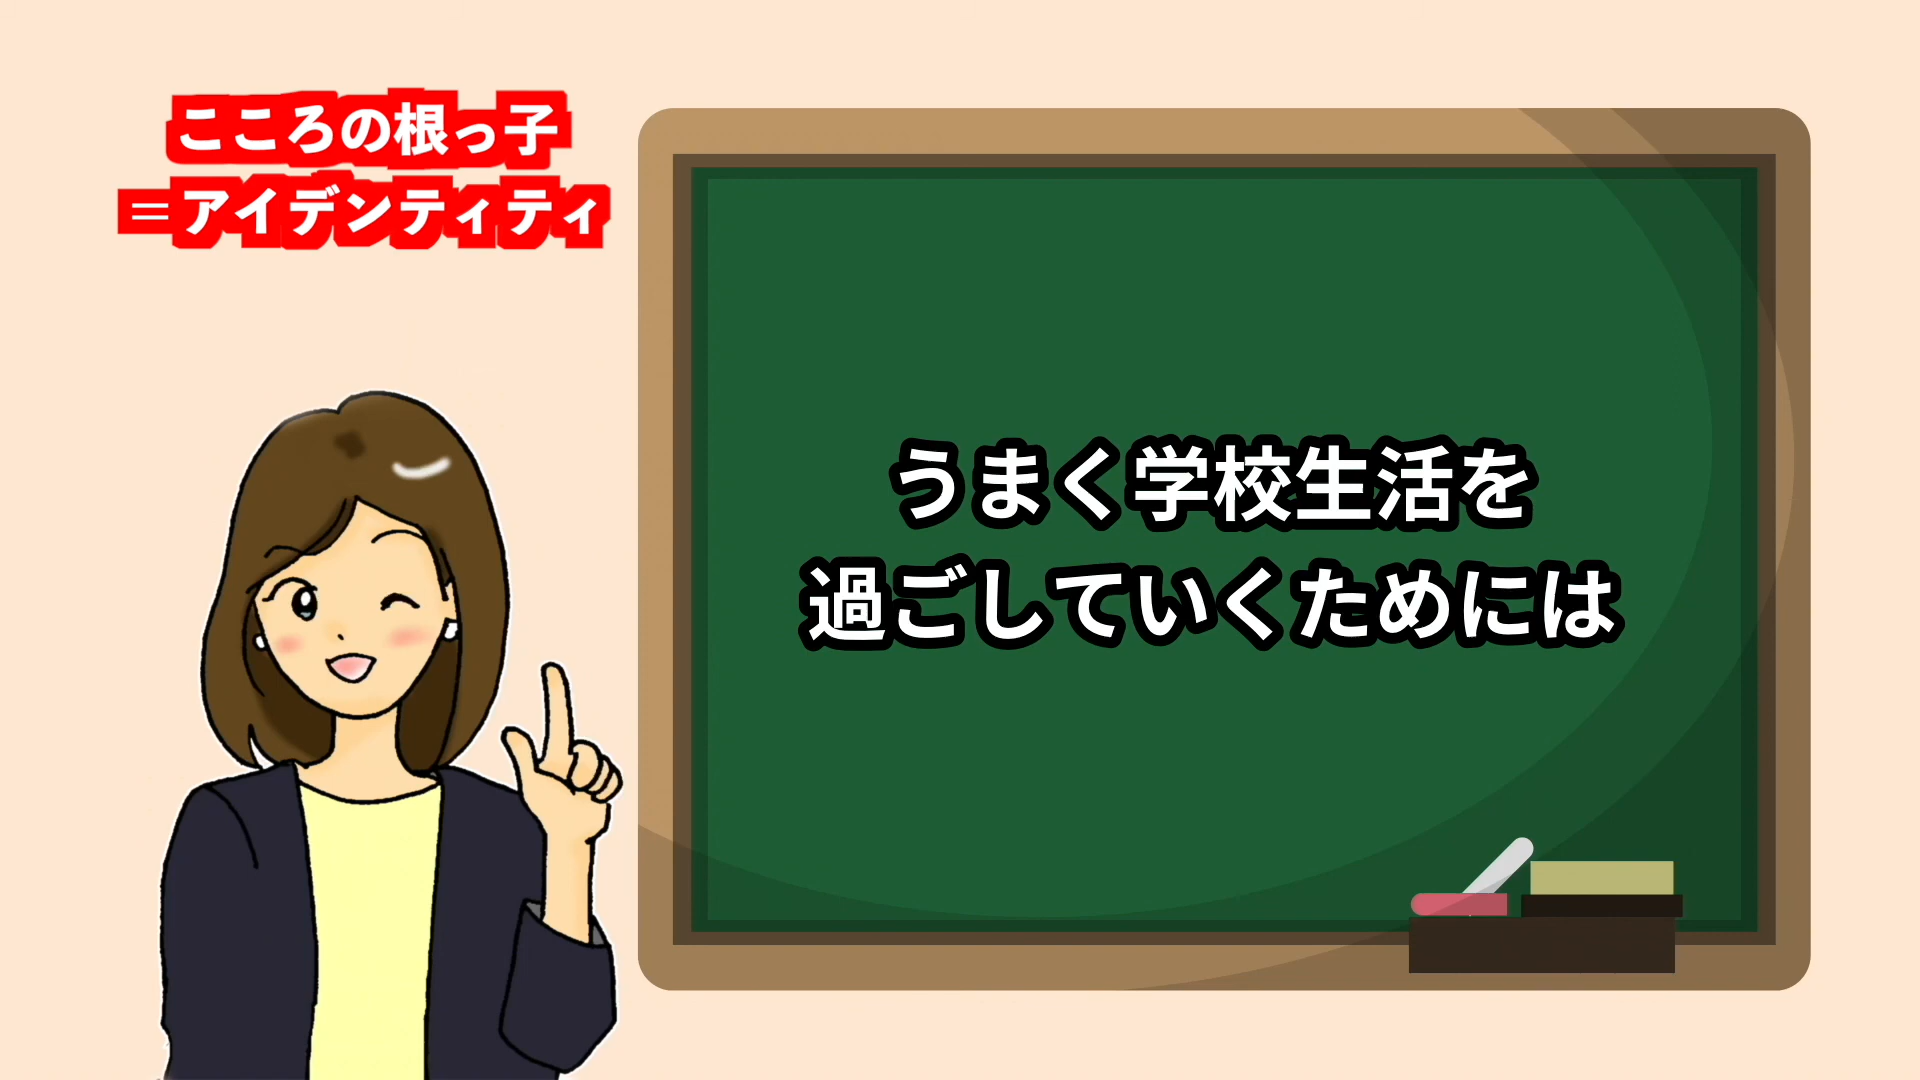 こころの根っ子
＝アイデンティティ
うまく学校生活を
過ごしていくためには